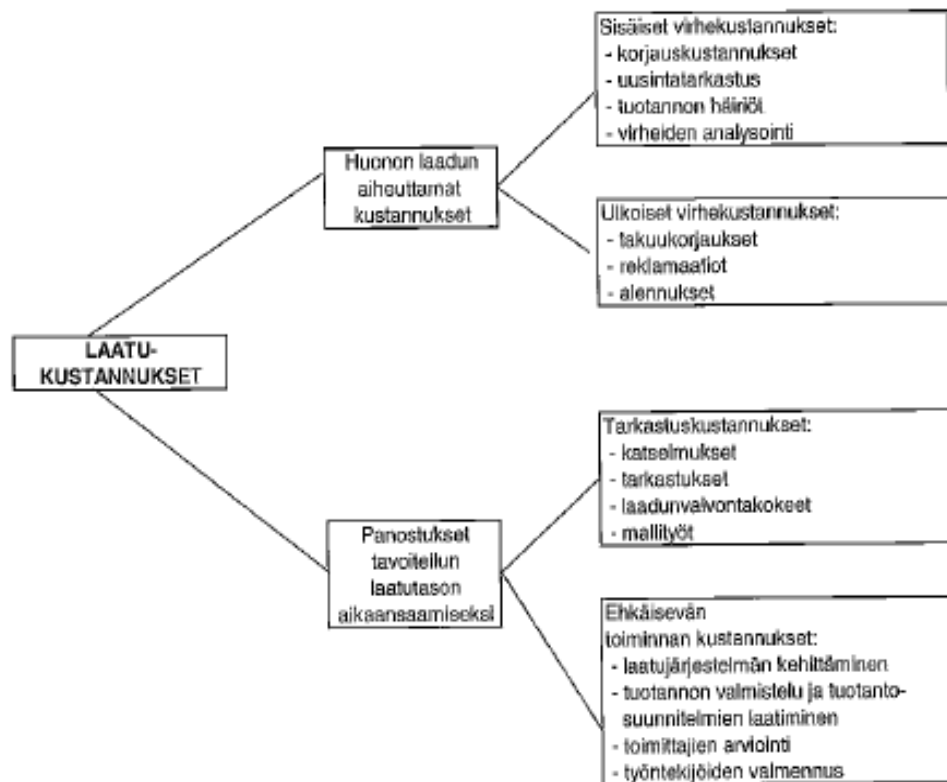 Sisäiset virhekustannukset:
- korjauskustannukset
- uusintatarkastus
- tuotannon häiriöt
- virheiden analysointi
Huonon laadun
aiheuttamat
kustannukset
Ulkoiset virhekustannukset:
- takuukorjaukset
- reklamaatiot
- alennukset
LAATU-
KUSTANNUKSET
Tarkastuskustannukset:
- katselmukset
- tarkastukset
- laadunvalvontakokeet
- mallityöt
Panostukset
tavoitellun
laatutason
aikaansaamiseksi
Ehkäisevän
toiminnan kustannukset:
- laatujärjestelmän kehittäminen
- tuotannon valmistelu ja tuotanto-
suunnitelmien laatiminen
- toimittajien arviointi
- työntekijöiden valmennus